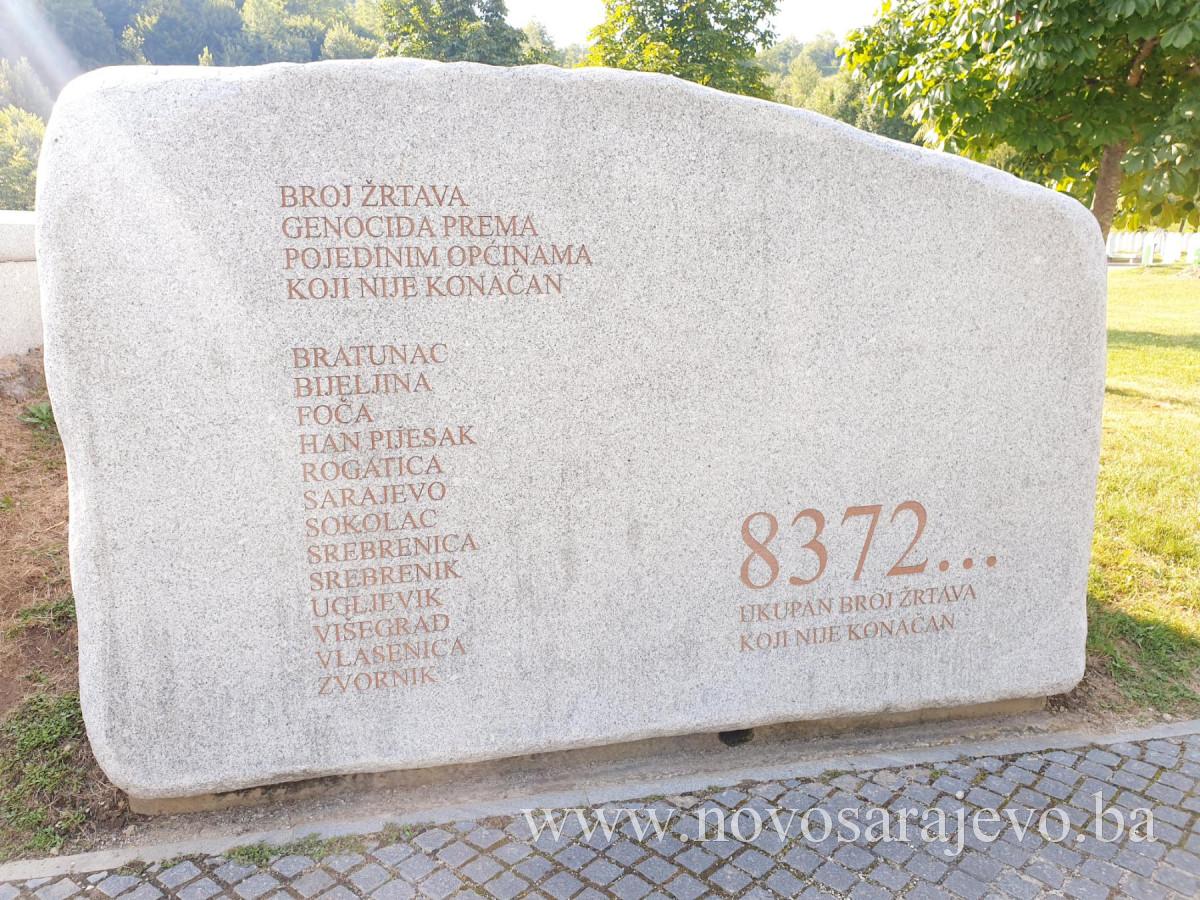 BROJ ŽRTAVA
GENOCIDA PREMA
POJEDINIM OPĆINAMA
KOJI NIJE KONAČAN
BRATUNAC
BIJELJINA
FOČA
HAN PIJESAK
ROGATICA
SARAJEVO
SOKOLAC
SREBRENICA
SREBRENIK
UGLJEVIK
VIŠEGRAD
VLASENICA
ZVORNIK
8372...
UKUPAN BROJ ŽRTAVA
KOJI NIJE KONAČAN
www.novosarajevo.ba